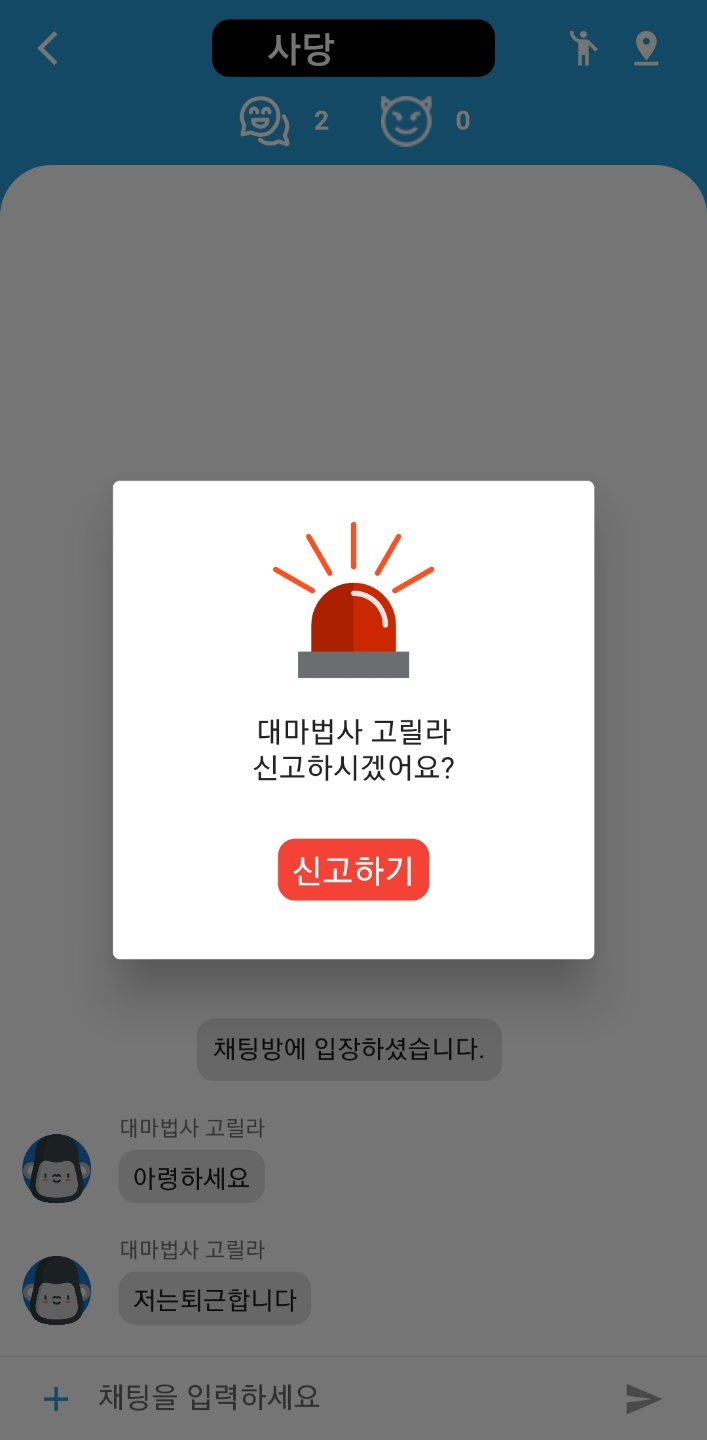 사당
2
0
대마법사 고릴라
신고하시겠어요?
신고하기
채팅방에 입장하셨습니다.
대마법사 고릴라
아령하세요
대마법사 고릴라
저는퇴근합니다
채팅을 입력하세요